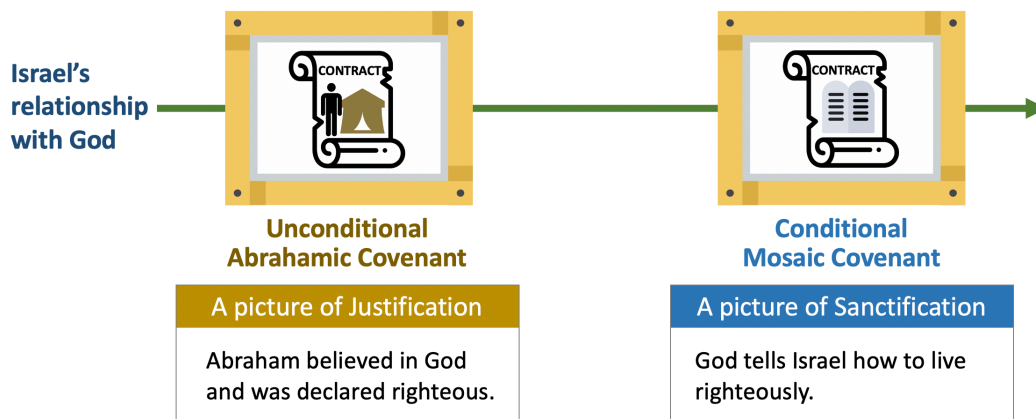 Israel's
relationship
with God
CONTRACT
Unconditional
Abrahamic Covenant
A picture of Justification
Abraham believed in God
and was declared righteous.
CONTRACT
Conditional
Mosaic Covenant
A picture of Sanctification
God tells Israel how to live
righteously.